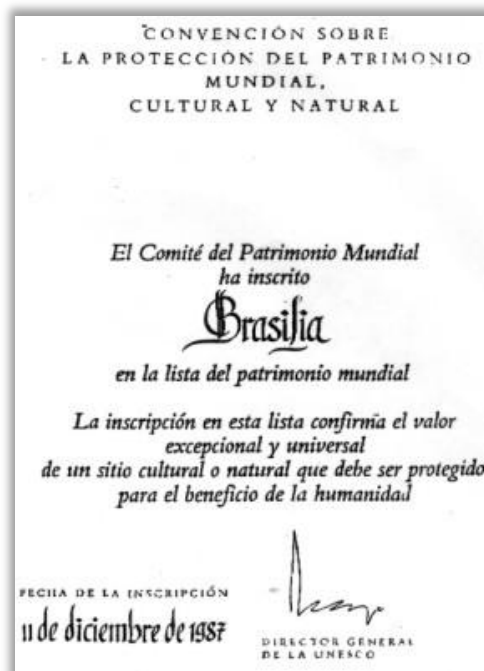 CONVENCIÓN SOBRE
LA PROTECCIÓN DEL PATRIMONIO
MUNDIAL,
CULTURAL Y NATURAL
El Comité del Patrimonio Mundial
ha inscrito
Brasilia
en la lista del patrimonio mundial
La inscripción en esta lista confirma el valor
excepcional y universal
de un sitio cultural o natural que debe ser protegido
para el beneficio de la humanidad
FECHA DE LA INSCRIPCIÓN
11 de diciembre de 1987
DIRECTOR GENERAL
DE LA UNESCO